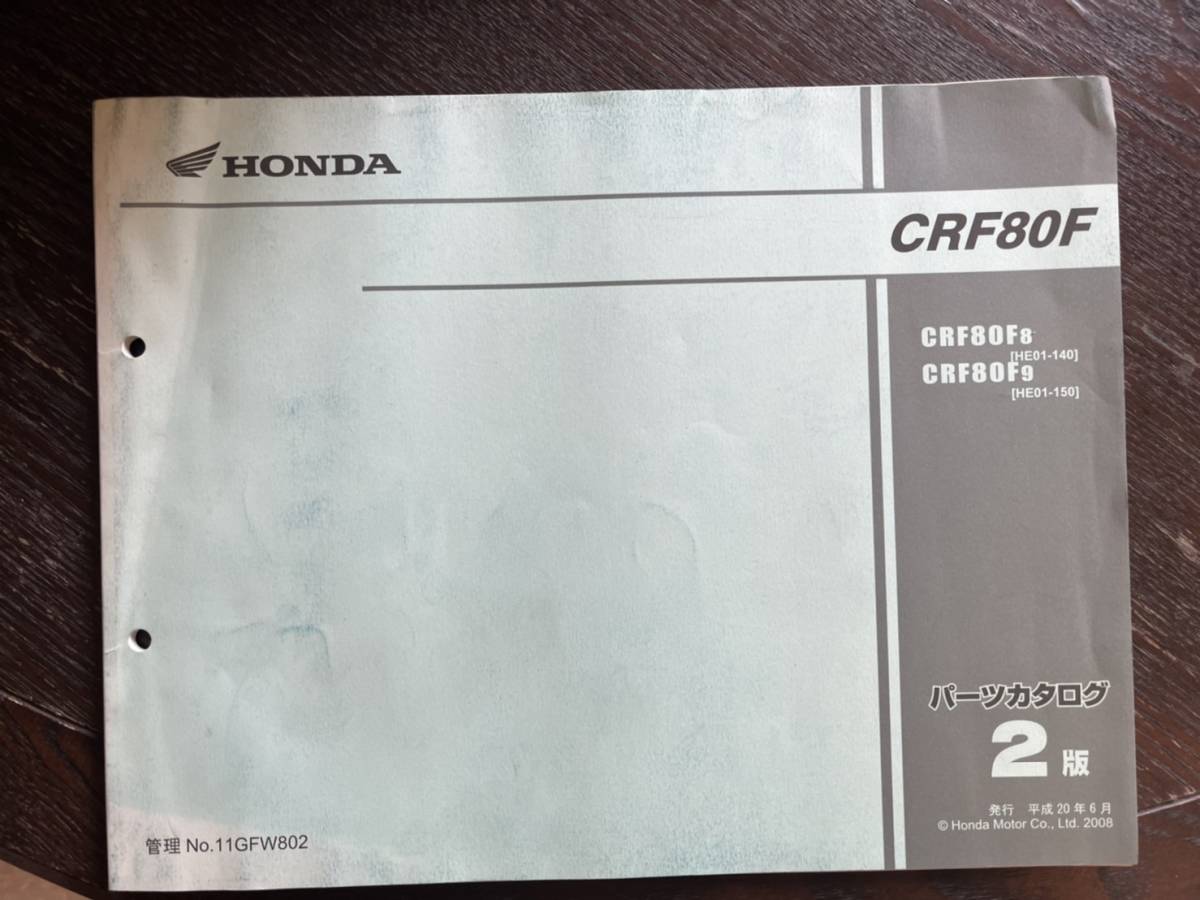 HONDA
CRF80F
CRF80F8
[HE01-140]
CRF80F9
[HE01-150]
パーツカタログ
2版
発行 平成20年6月
© Honda Motor Co., Ltd. 2008
管理 No.11GFW802